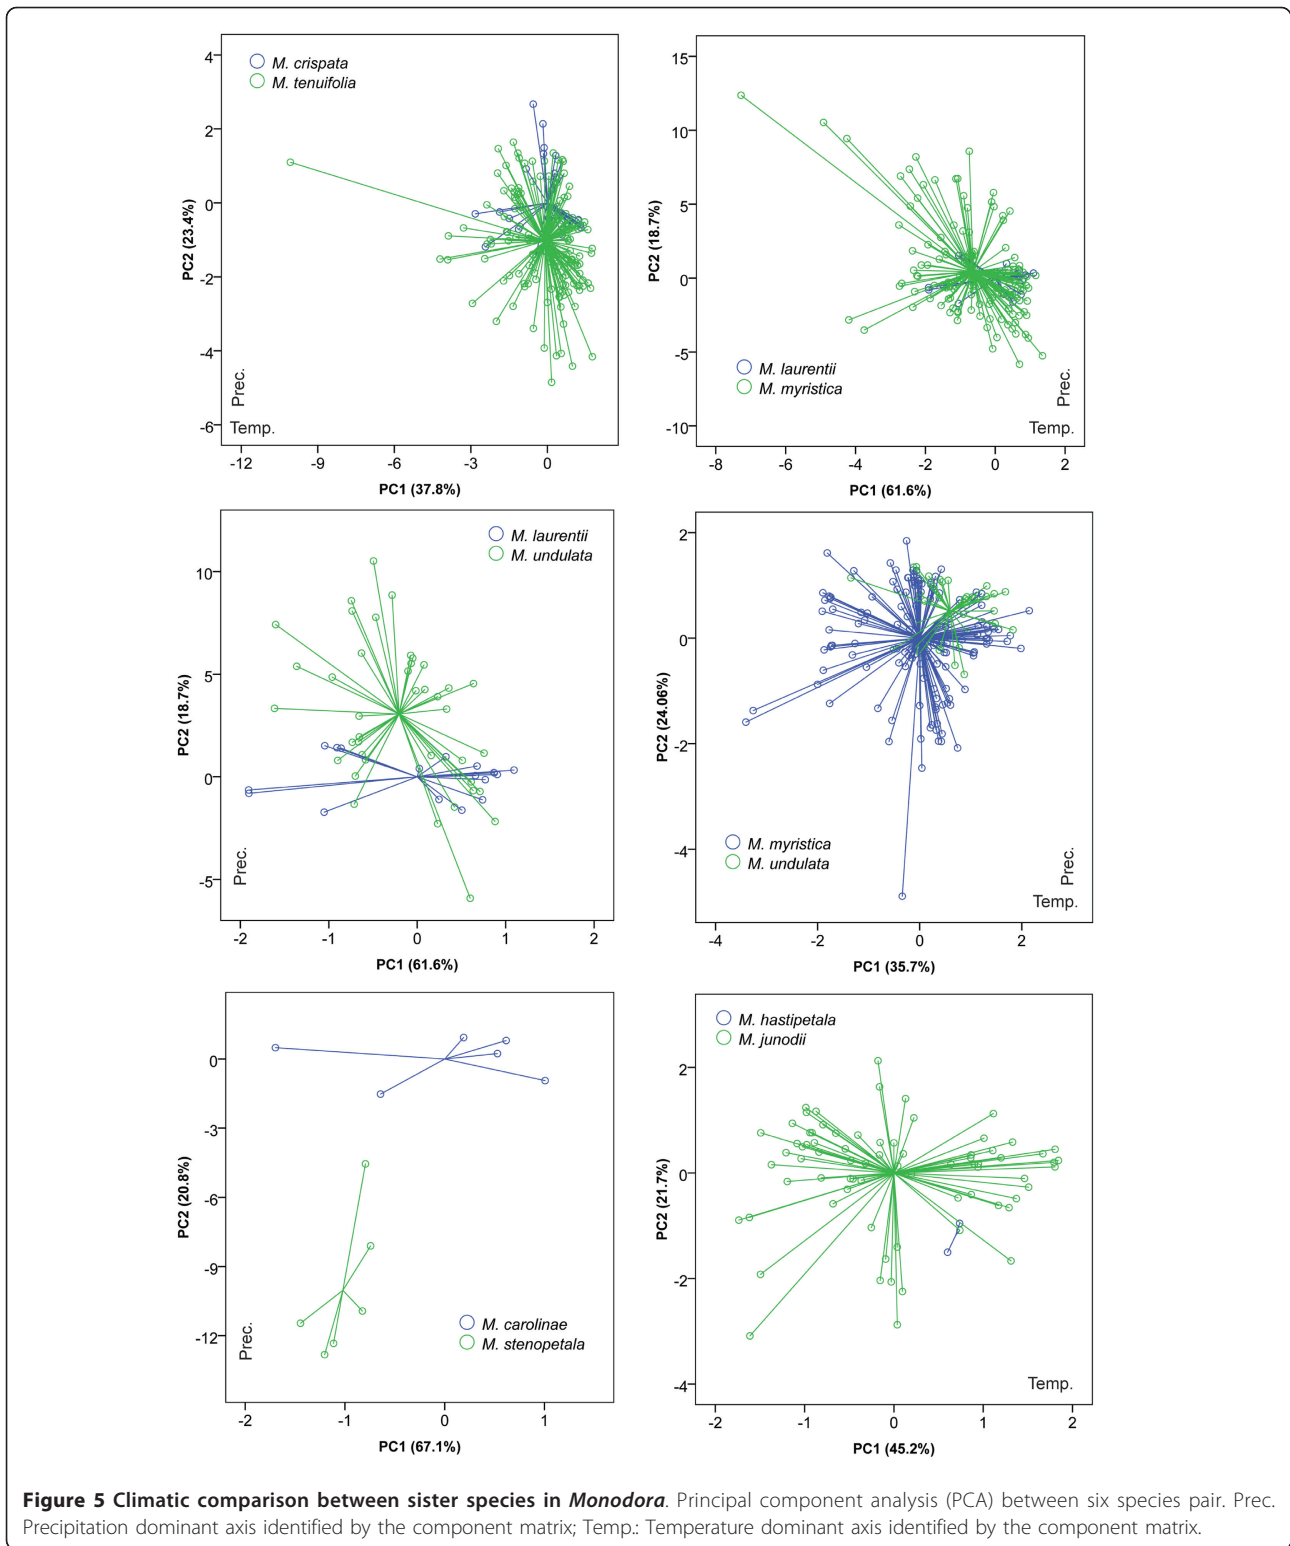 M. crispata
M. tenuifolia
4
2
0
-2
-4
-6
PC2 (23.4%)
Prec.
Temp.
-12 -9 -6 -3 0
PC1 (37.8%)
15
10
5
0
-5
-10
PC2 (18.7%)
M. laurentii
M. myristica
Prec.
Temp.
-8 -6 -4 -2 0 2
PC1 (61.6%)
M. laurentii
M. undulata
10
5
0
-5
PC2 (18.7%)
Prec.
-2 -1 0 1 2
PC1 (61.6%)
2
0
-2
-4
PC2 (24.06%)
M. myristica
M. undulata
Prec.
Temp.
-4 -2 0 2
PC1 (35.7%)
0
-3
-6
-9
-12
PC2 (20.8%)
M. carolinae
M. stenopetala
Prec.
-2 -1 0 1
PC1 (67.1%)
M. hastipetala
M. junodii
2
0
-2
-4
PC2 (21.7%)
Temp.
-2 -1 0 1 2
PC1 (45.2%)
Figure 5 Climatic comparison between sister species in Monodora. Principal component analysis (PCA) between six species pair. Prec.
Precipitation dominant axis identified by the component matrix; Temp.: Temperature dominant axis identified by the component matrix.